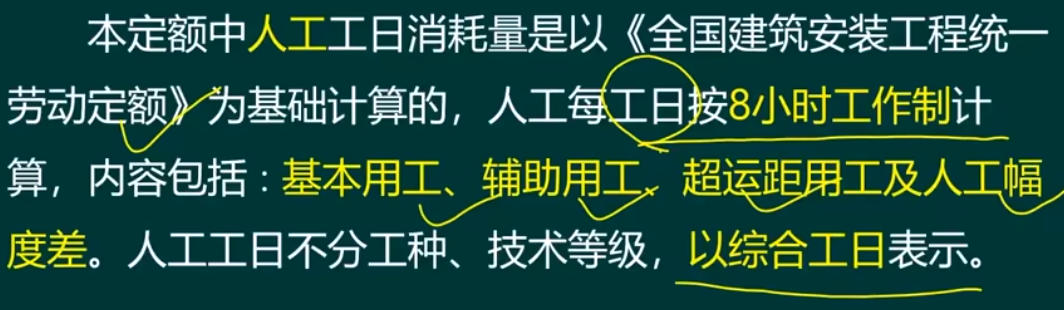 本定额中人工工日消耗量是以《全国建筑安装工程统一
劳动定额》为基础计算的，人工每工日按8小时工作制计
算，内容包括：基本用工、辅助用工、超运距用工及人工幅
度差。人工工日不分工种、技术等级，以综合工日表示。